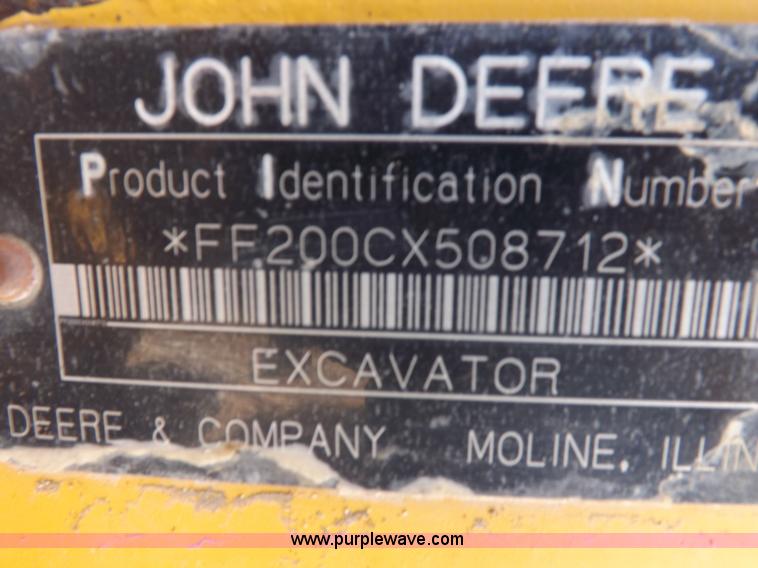 JOHN DEERE
Product Identification Number
*FF200CX508712*
EXCAVATOR
DEERE & COMPANY MOLINE, ILLIN
www.purplewave.com